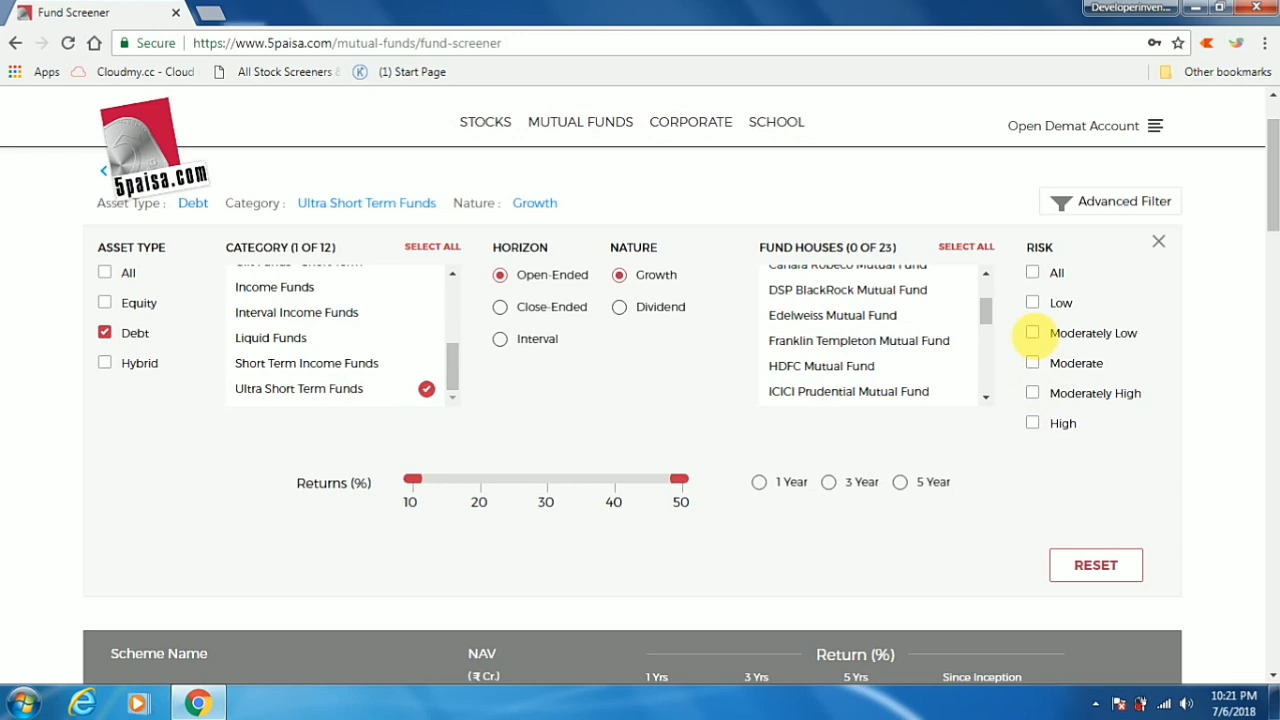 Fund Screener
Developerinven...
Secure
https://www.5paisa.com/mutual-funds/fund-screener
Apps
Cloudmy.cc - Cloud
All Stock Screeners &
(1) Start Page
Other bookmarks
STOCKS MUTUAL FUNDS CORPORATE SCHOOL
Open Demat Account
5paisa.com
Asset Type : Debt Category : Ultra Short Term Funds Nature : Growth
Advanced Filter
ASSET TYPE
All
Equity
Debt
Hybrid
CATEGORY (1 OF 12) SELECT ALL
Income Funds
Interval Income Funds
Liquid Funds
Short Term Income Funds
Ultra Short Term Funds
HORIZON
Open-Ended
Close-Ended
Interval
NATURE
Growth
Dividend
FUND HOUSES (0 OF 23) SELECT ALL
Canara Robeco Mutual Fund
DSP BlackRock Mutual Fund
Edelweiss Mutual Fund
Franklin Templeton Mutual Fund
HDFC Mutual Fund
ICICI Prudential Mutual Fund
RISK
All
Low
Moderately Low
Moderate
Moderately High
High
Returns (%)
10 20 30 40 50
1 Year 3 Year 5 Year
RESET
Scheme Name
NAV
(₹ Cr.)
Return (%)
1 Yrs 3 Yrs 5 Yrs Since Inception
10:21 PM
7/6/2018